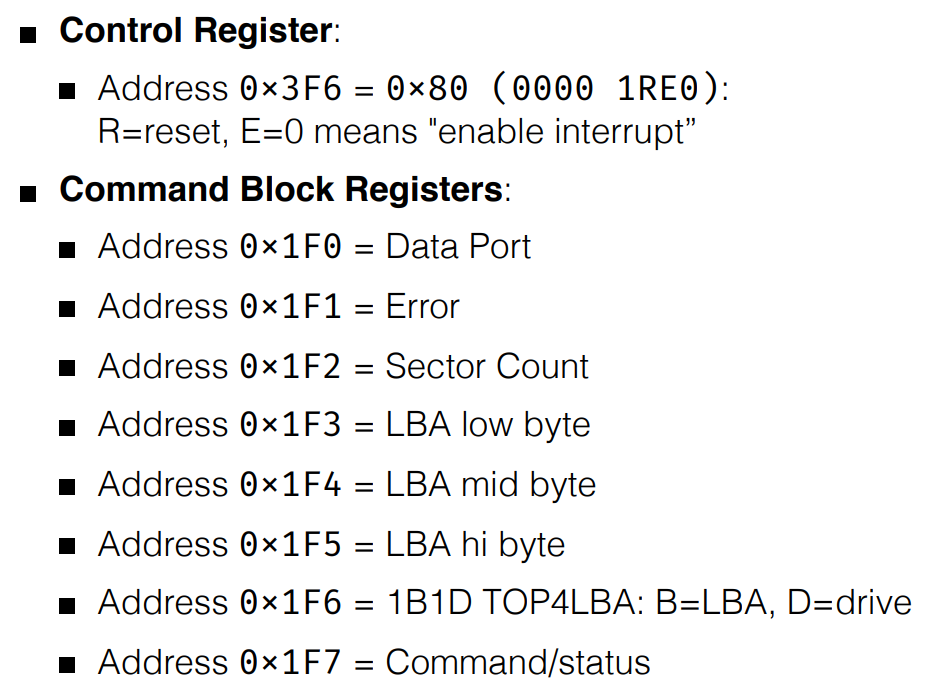 ■ Control Register:
■ Address 0×3F6 = 0×80 (0000 1RE0):
R=reset, E=0 means "enable interrupt”
■ Command Block Registers:
■ Address 0×1F0 = Data Port
■ Address 0×1F1 = Error
■ Address 0×1F2 = Sector Count
■ Address 0×1F3 = LBA low byte
■ Address 0×1F4 = LBA mid byte
■ Address 0×1F5 = LBA hi byte
■ Address 0×1F6 = 1B1D TOP4LBA: B=LBA, D=drive
■ Address 0×1F7 = Command/status